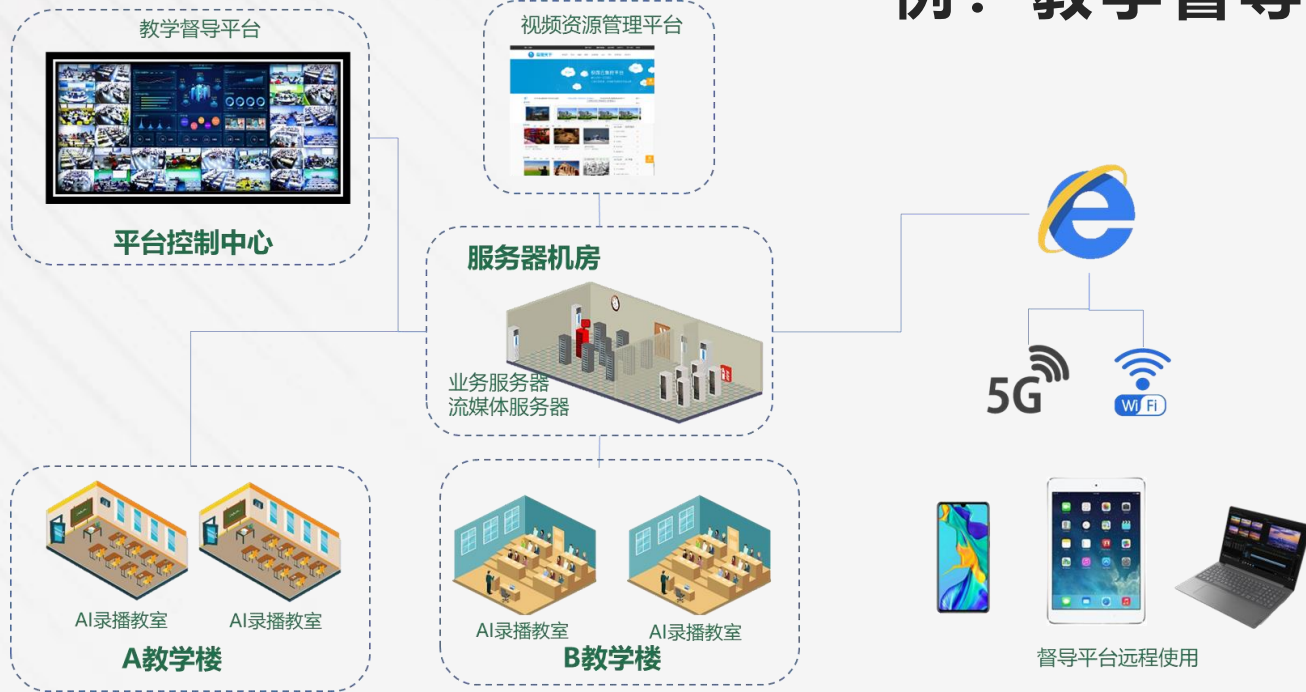 例：教学督导
教学督导平台
平台控制中心
视频资源管理平台
服务器机房
业务服务器
流媒体服务器
5G
Wi Fi
AI录播教室
AI录播教室
A教学楼
AI录播教室
AI录播教室
B教学楼
督导平台远程使用